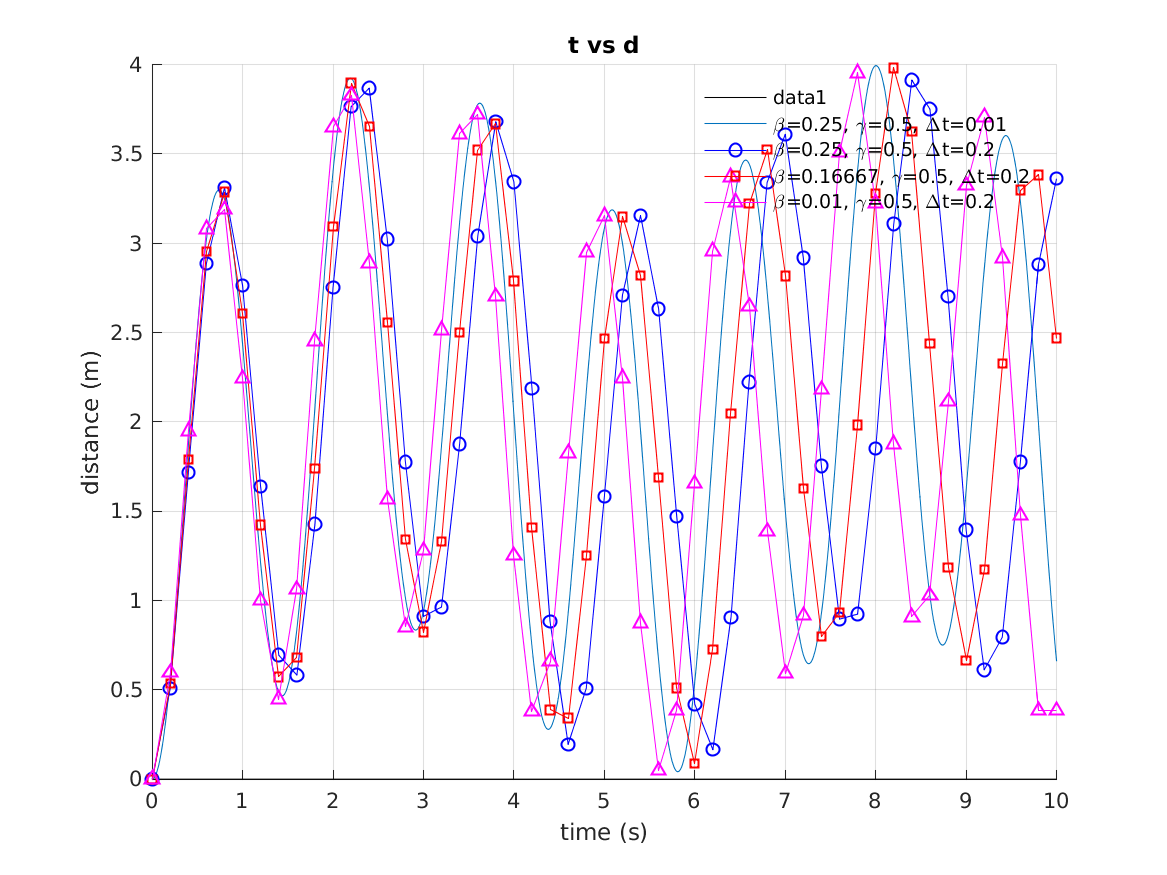 t vs d
4
3.5
3
2.5
2
1.5
1
0.5
0
distance (m)
data1
β=0.25, γ=0.5, Δt=0.01
β=0.25, γ=0.5, Δt=0.2
β=0.16667, γ=0.5, Δt=0.2
β=0.01, γ=0.5, Δt=0.2
0 1 2 3 4 5 6 7 8 9 10
time (s)